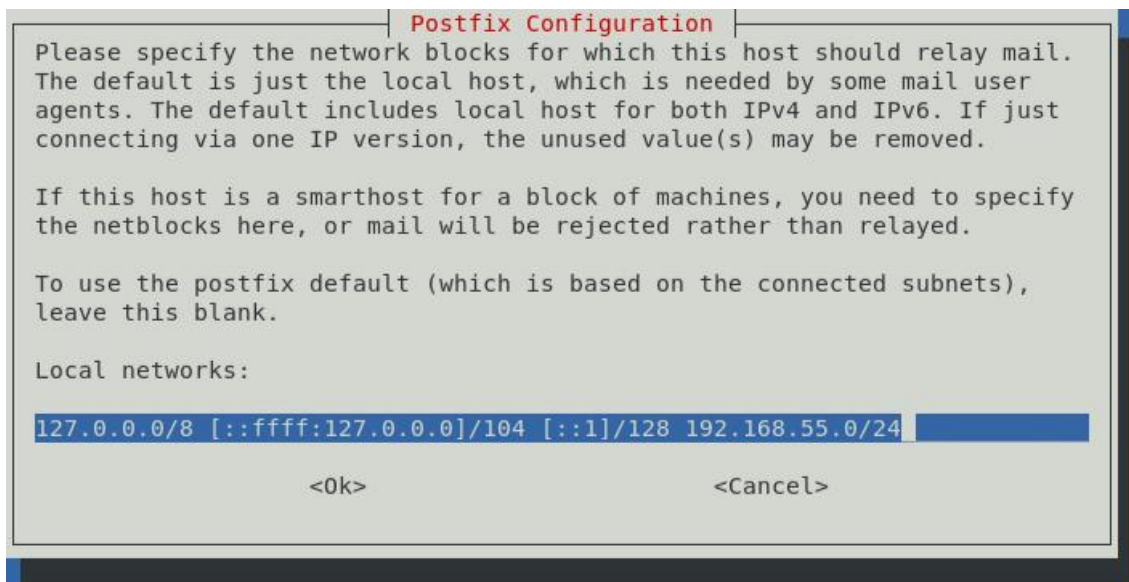 Postfix Configuration
Please specify the network blocks for which this host should relay mail.
The default is just the local host, which is needed by some mail user
agents. The default includes local host for both IPv4 and IPv6. If just
connecting via one IP version, the unused value(s) may be removed.
If this host is a smarthost for a block of machines, you need to specify
the netblocks here, or mail will be rejected rather than relayed.
To use the postfix default (which is based on the connected subnets),
leave this blank.
Local networks:
127.0.0.0/8 [::ffff:127.0.0.0]/104 [::1]/128 192.168.55.0/24
<Ok> <Cancel>